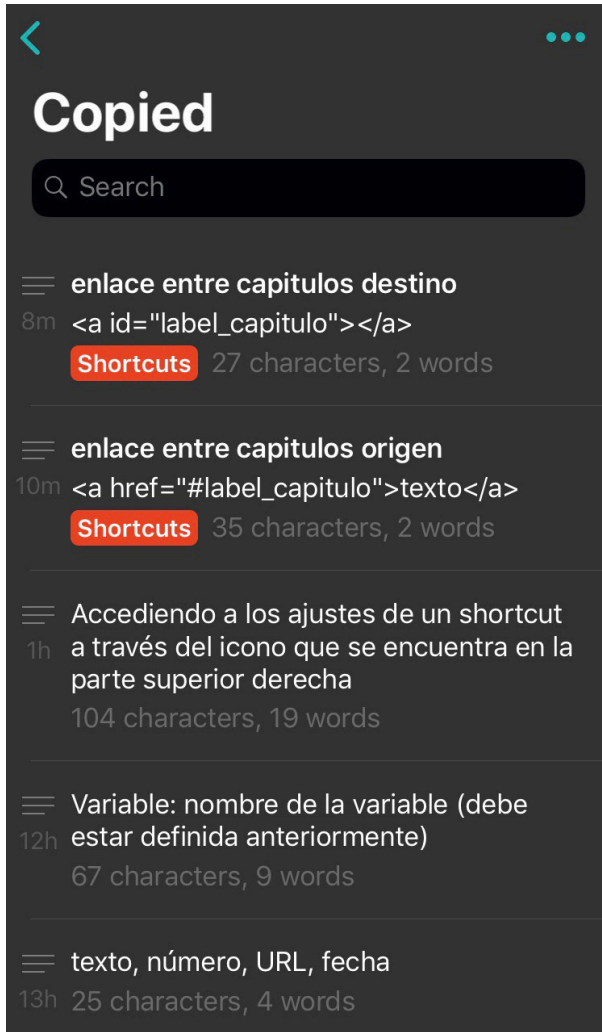 Copied
Search
enlace entre capitulos destino
8m <a id="label_capitulo"></a>
Shortcuts 27 characters, 2 words
enlace entre capitulos origen
10m <a href="#label_capitulo">texto</a>
Shortcuts 35 characters, 2 words
Accediendo a los ajustes de un shortcut
1h a través del icono que se encuentra en la
parte superior derecha
104 characters, 19 words
Variable: nombre de la variable (debe
12h estar definida anteriormente)
67 characters, 9 words
texto, número, URL, fecha
13h 25 characters, 4 words